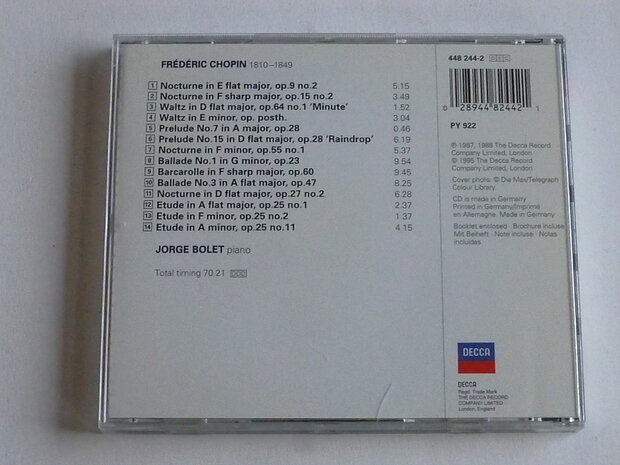 FRÉDÉRIC CHOPIN 1810–1849
1 Nocturne in E flat major, op.9 no.2 5.15
2 Nocturne in F sharp major, op.15 no.2 3.49
3 Waltz in D flat major, op.64 no.1 'Minute' 1.52
4 Waltz in E minor, op. posth. 3.04
5 Prelude No.7 in A major, op.28 0.46
6 Prelude No.15 in D flat major, op.28 'Raindrop' 6.19
7 Nocturne in F minor, op.55 no.1 5.37
8 Ballade No.1 in G minor, op.23 9.54
9 Barcarolle in F sharp major, op.60 9.45
10 Ballade No.3 in A flat major, op.47 8.25
11 Nocturne in D flat major, op.27 no.2 6.28
12 Etude in A flat major, op.25 no.1 2.37
13 Etude in F minor, op.25 no.2 1.37
14 Etude in A minor, op.25 no.11 4.15
JORGE BOLET piano
Total timing 70.21 DDD
448 244-2
0 28944 82442 1
PY 922
℗ 1987, 1988 The Decca Record
Company Limited, London
© 1995 The Decca Record
Company Limited, London
Cover photo: © Dia Max/Telegraph
Colour Library.
CD is made in Germany
Printed in Germany/Imprimé
en Allemagne. Made in Germany
Booklet enclosed · Brochure incluse
Mit Beiheft · Note incluse · Notas
incluidas
DECCA
DECCA
Regd. Trade Mark
THE DECCA RECORD
COMPANY LIMITED
London, England